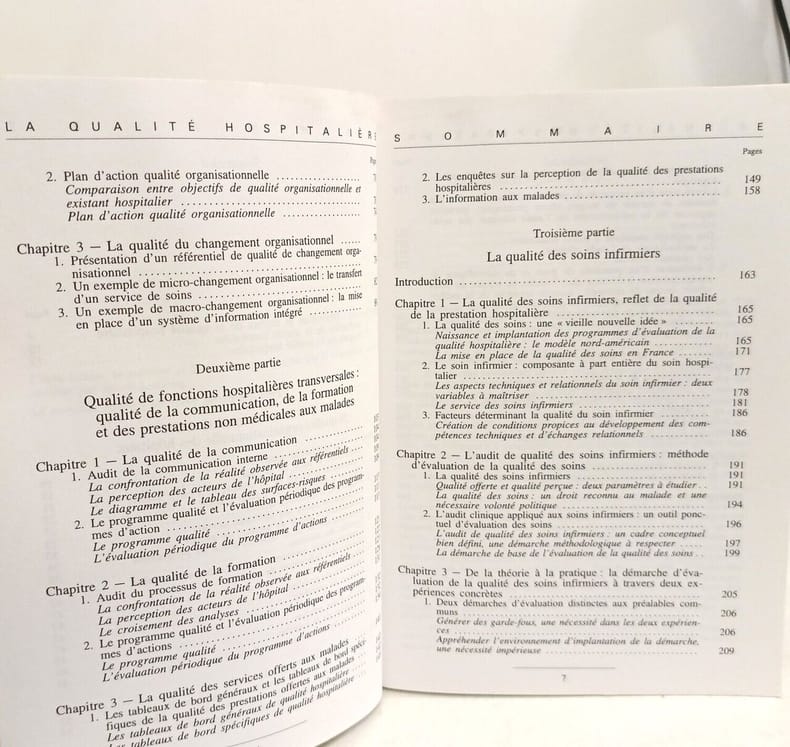 LA QUALITÉ HOSPITALIÈRE
2. Plan d'action qualité organisationnelle
Comparaison entre objectifs de qualité organisationnelle et
existant hospitalier
Plan d'action qualité organisationnelle
Chapitre 3 — La qualité du changement organisationnel
1. Présentation d'un référentiel de qualité de changement orga-
nisationnel
2. Un exemple de micro-changement organisationnel : le transfert
d'un service de soins
3. Un exemple de macro-changement organisationnel : la mise
en place d'un système d'information intégré
Deuxième partie
Qualité de fonctions hospitalières transversales :
qualité de la communication, de la formation
et des prestations non médicales aux malades
Chapitre 1 — La qualité de la communication
1. Audit de la communication interne
La confrontation de la réalité observée aux référentiels
La perception des acteurs de l'hôpital
Le diagramme et le tableau des surfaces-risques
2. Le programme qualité et l'évaluation périodique des program-
mes d'action
Le programme qualité
L'évaluation périodique du programme d'actions
Chapitre 2 — La qualité de la formation
1. Audit du processus de formation
La confrontation de la réalité observée aux référentiels
La perception des acteurs de l'hôpital
Le croisement des analyses
2. Le programme qualité et l'évaluation périodique des program-
mes d'actions
Le programme qualité
L'évaluation périodique du programme d'actions
Chapitre 3 — La qualité des services offerts aux malades
1. Les tableaux de bord généraux et les tableaux de bord spéci-
fiques de la qualité des prestations offertes aux malades
Les tableaux de bord généraux de qualité hospitalière
Les tableaux de bord spécifiques de qualité hospitalière
SOMMAIRE
Pages
2. Les enquêtes sur la perception de la qualité des prestations
hospitalières 149
3. L'information aux malades 158
Troisième partie
La qualité des soins infirmiers
Introduction 163
Chapitre 1 — La qualité des soins infirmiers, reflet de la qualité
de la prestation hospitalière 165
1. La qualité des soins : une « vieille nouvelle idée » 165
Naissance et implantation des programmes d'évaluation de la
qualité hospitalière : le modèle nord-américain 165
La mise en place de la qualité des soins en France 171
2. Le soin infirmier : composante à part entière du soin hospi-
talier 177
Les aspects techniques et relationnels du soin infirmier : deux
variables à maîtriser 178
Le service des soins infirmiers 181
3. Facteurs déterminant la qualité du soin infirmier 186
Création de conditions propices au développement des com-
pétences techniques et d'échanges relationnels 186
Chapitre 2 — L'audit de qualité des soins infirmiers : méthode
d'évaluation de la qualité des soins 191
1. La qualité des soins infirmiers 191
Qualité offerte et qualité perçue : deux paramètres à étudier 191
La qualité des soins : un droit reconnu au malade et une
nécessaire volonté politique 194
2. L'audit clinique appliqué aux soins infirmiers : un outil ponc-
tuel d'évaluation des soins 196
L'audit de qualité des soins infirmiers : un cadre conceptuel
bien défini, une démarche méthodologique à respecter 197
La démarche de base de l'évaluation de la qualité des soins 199
Chapitre 3 — De la théorie à la pratique : la démarche d'éva-
luation de la qualité des soins infirmiers à travers deux ex-
périences concrètes 205
1. Deux démarches d'évaluation distinctes aux préalables com-
muns 206
Générer des garde-fous, une nécessité dans les deux expérien-
ces 206
Appréhender l'environnement d'implantation de la démarche,
une nécessité impérieuse 209
7